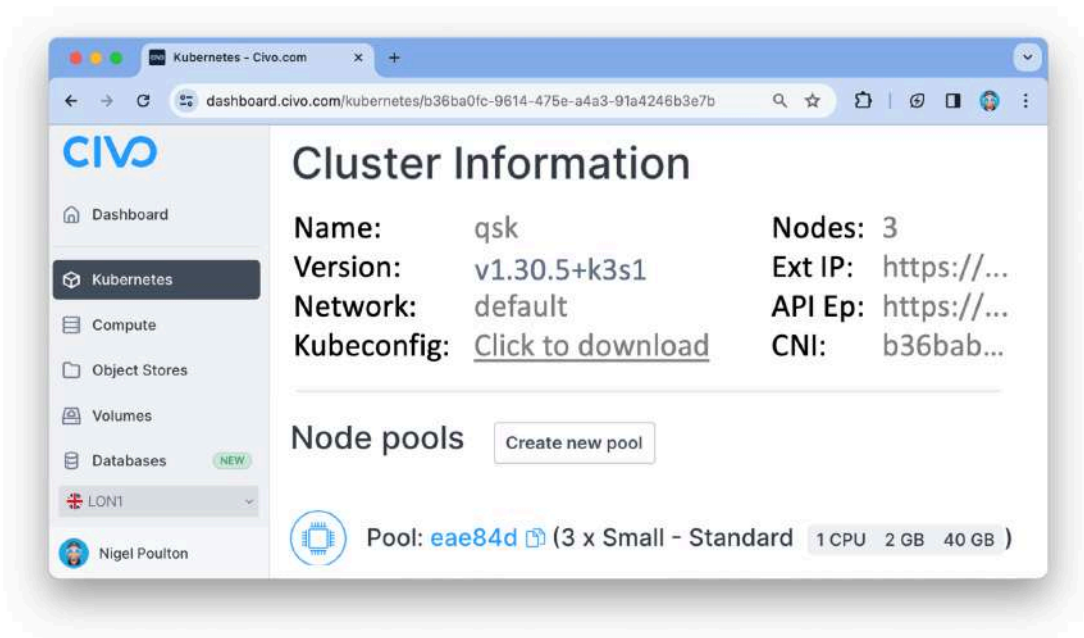 Kubernetes - Civo.com
dashboard.civo.com/kubernetes/b36ba0fc-9614-475e-a4a3-91a4246b3e7b
CIVO
Dashboard
Kubernetes
Compute
Object Stores
Volumes
Databases NEW
LON1
Nigel Poulton
Cluster Information
Name: qsk Nodes: 3
Version: v1.30.5+k3s1 Ext IP: https://...
Network: default API Ep: https://...
Kubeconfig: Click to download CNI: b36bab...
Node pools Create new pool
Pool: eae84d (3 x Small - Standard 1 CPU 2 GB 40 GB )